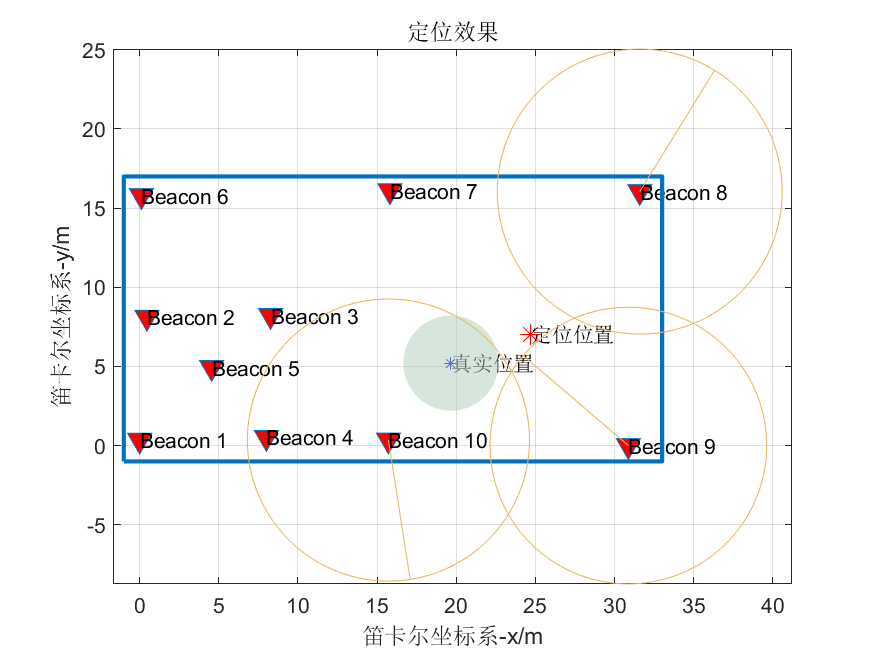 定位效果
25
20
15
10
5
0
-5
笛卡尔坐标系-y/m
Beacon 6
Beacon 7
Beacon 8
Beacon 2
Beacon 3
定位位置
真实位置
Beacon 5
Beacon 1
Beacon 4
Beacon 10
Beacon 9
0
5
10
15
20
25
30
35
40
笛卡尔坐标系-x/m